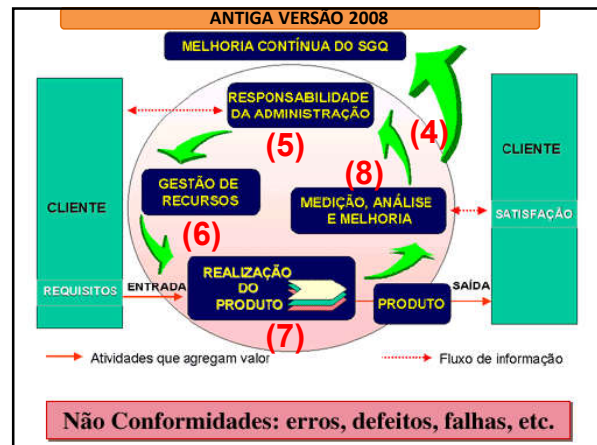 ANTIGA VERSÃO 2008
MELHORIA CONTÍNUA DO SGQ
RESPONSABILIDADE
DA ADMINISTRAÇÃO
(5)
(4)
CLIENTE
CLIENTE
GESTÃO DE
RECURSOS
(6)
(8)
MEDIÇÃO, ANÁLISE
E MELHORIA
SATISFAÇÃO
REQUISITOS
ENTRADA
REALIZAÇÃO
DO
PRODUTO
(7)
PRODUTO
SAÍDA
Atividades que agregam valor
Fluxo de informação
Não Conformidades: erros, defeitos, falhas, etc.